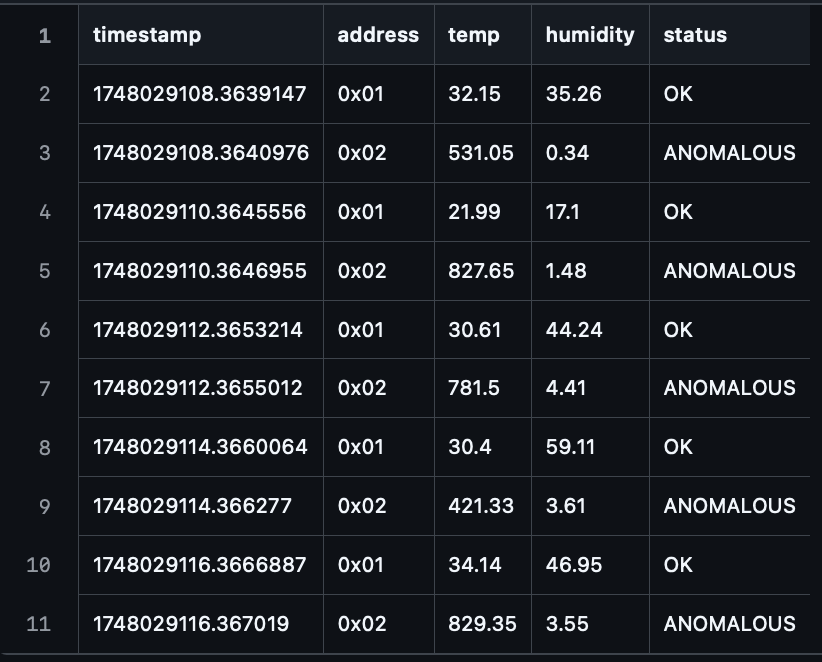 1 timestamp address temp humidity status
2 1748029108.3639147 0x01 32.15 35.26 OK
3 1748029108.3640976 0x02 531.05 0.34 ANOMALOUS
4 1748029110.3645556 0x01 21.99 17.1 OK
5 1748029110.3646955 0x02 827.65 1.48 ANOMALOUS
6 1748029112.3653214 0x01 30.61 44.24 OK
7 1748029112.3655012 0x02 781.5 4.41 ANOMALOUS
8 1748029114.3660064 0x01 30.4 59.11 OK
9 1748029114.366277 0x02 421.33 3.61 ANOMALOUS
10 1748029116.3666887 0x01 34.14 46.95 OK
11 1748029116.367019 0x02 829.35 3.55 ANOMALOUS